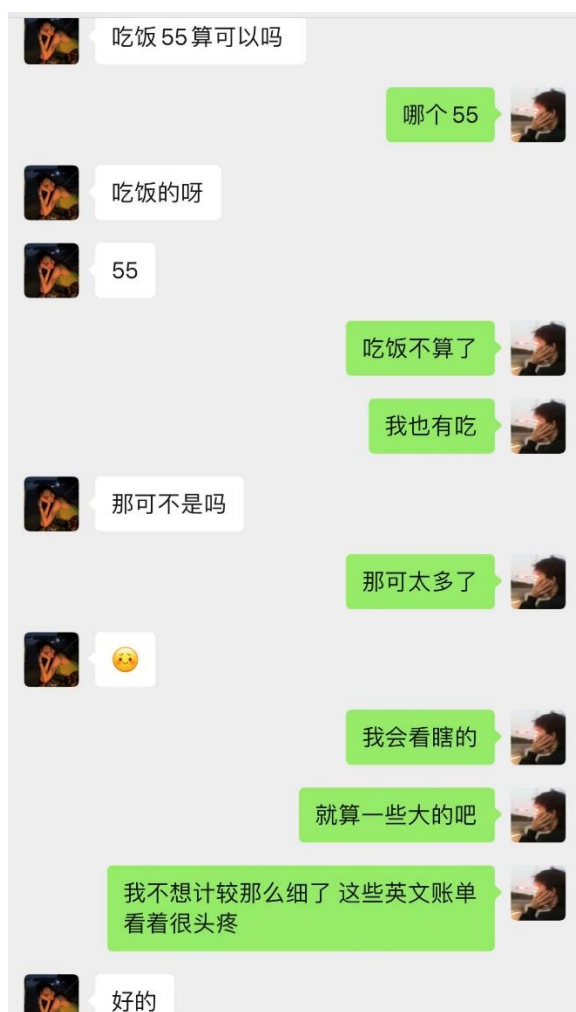 吃饭55算可以吗
哪个55
吃饭的呀
55
吃饭不算了
我也有吃
那可不是吗
那可太多了
我会看瞎的
就算一些大的吧
我不想计较那么细了 这些英文账单
看着很头疼
好的